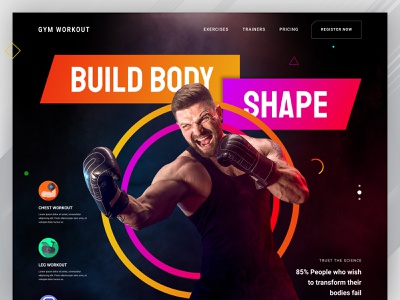 GYM WORKOUT
EXERCISES TRAINERS PRICING REGISTER NOW
BUILD BODY
SHAPE
CHEST WORKOUT
LEG WORKOUT
TRUST THE SCIENCE
85% People who wish
to transform their
bodies fail